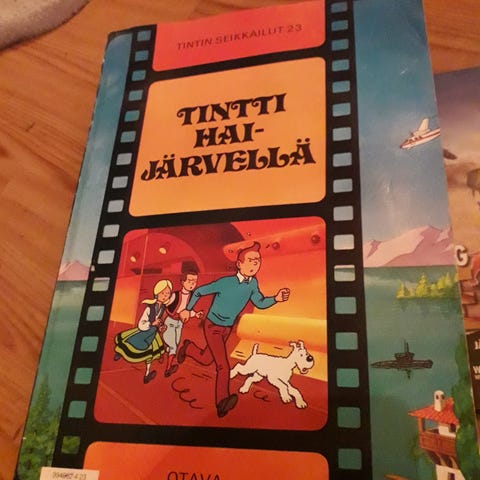 TINTIN SEIKKAILUT 23
TINTTI
HAI-
JÄRVELLÄ
OTAVA